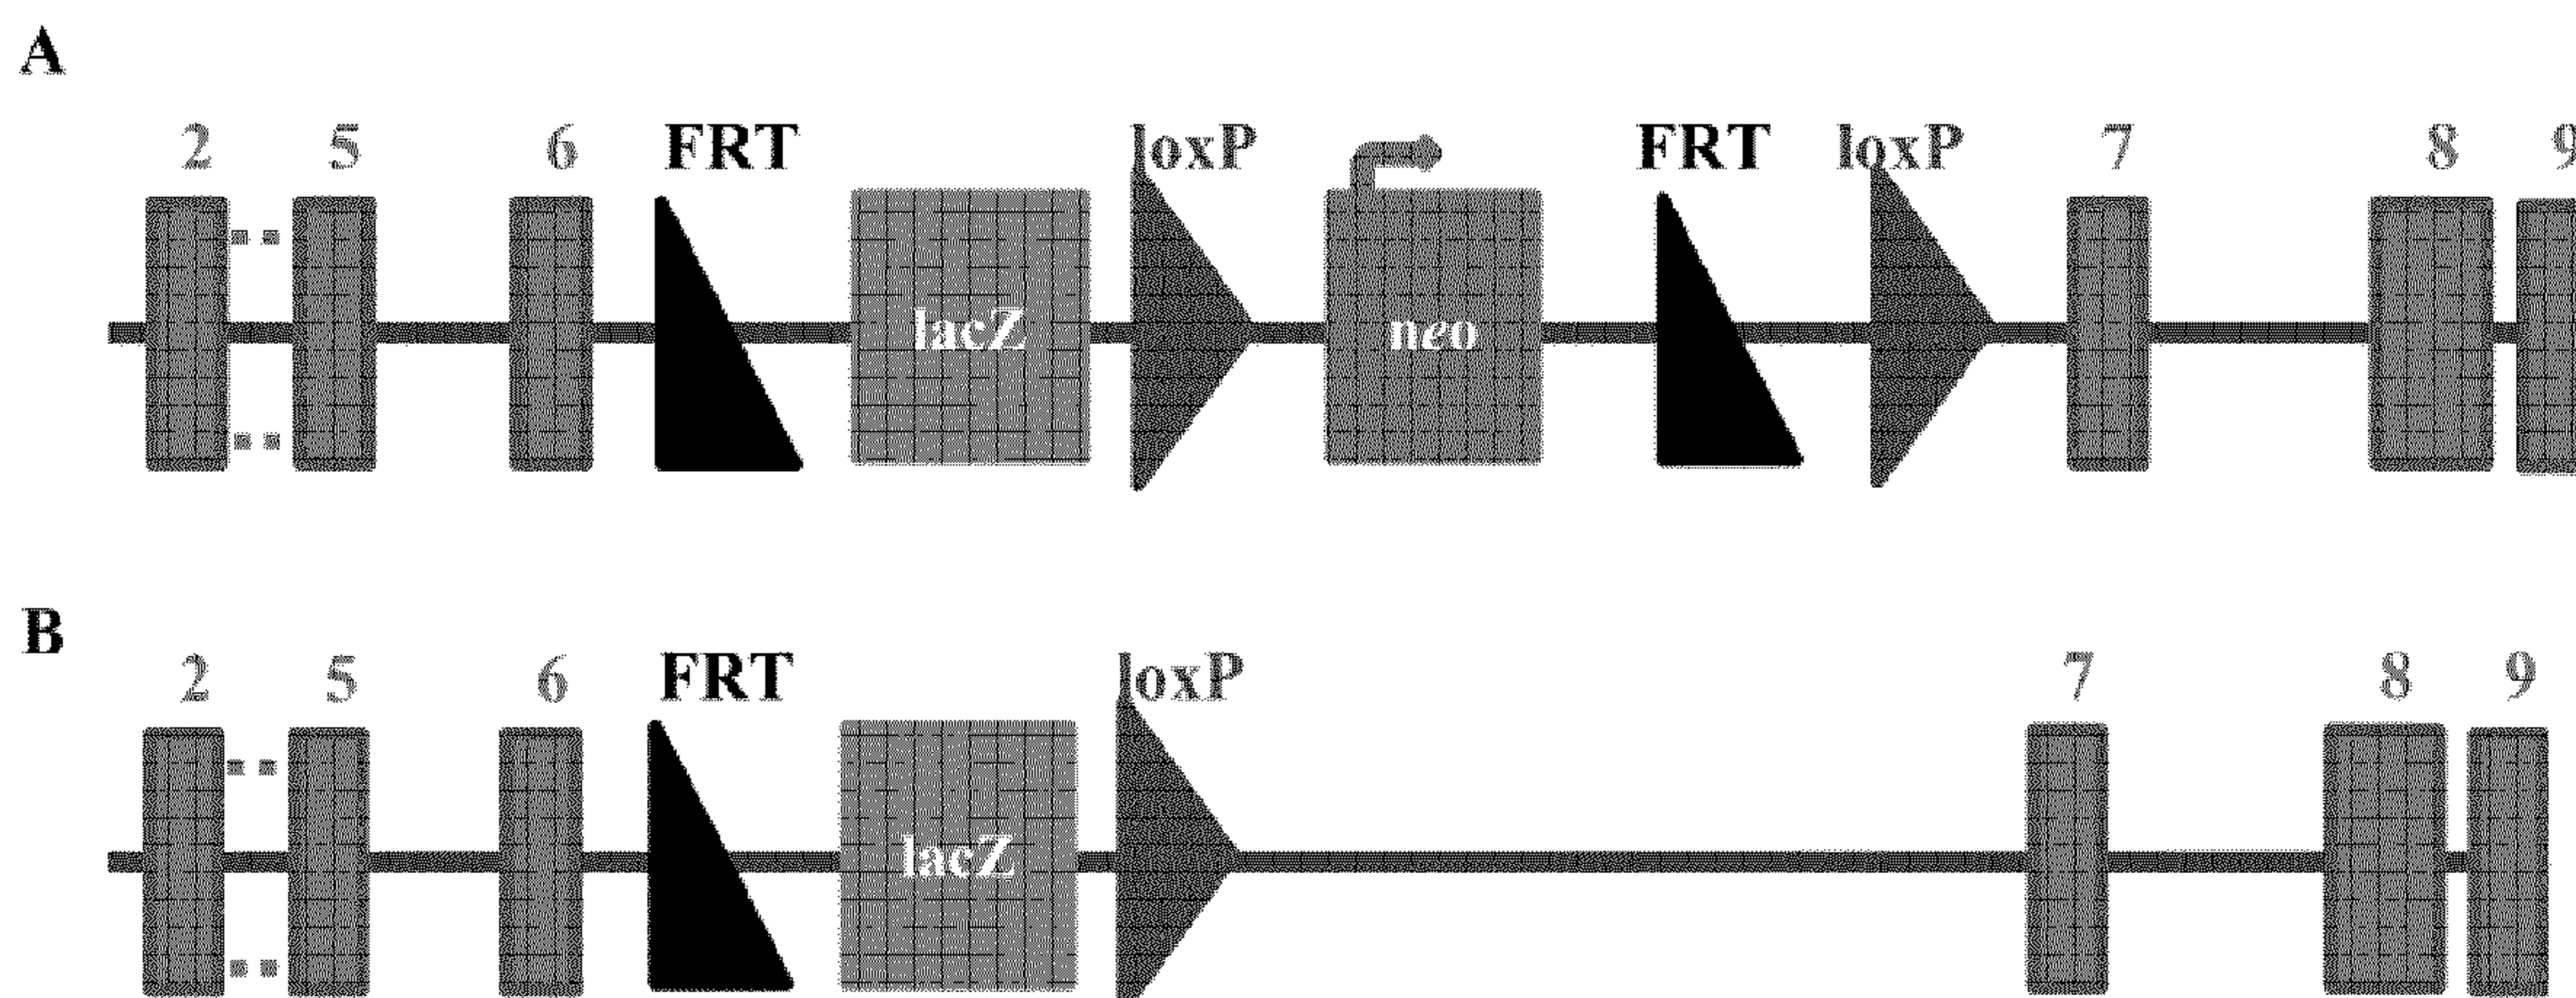 A
2 5 6 FRT loxP FRT loxP 7 8 9
lacZ neo
B
2 5 6 FRT loxP 7 8 9
lacZ